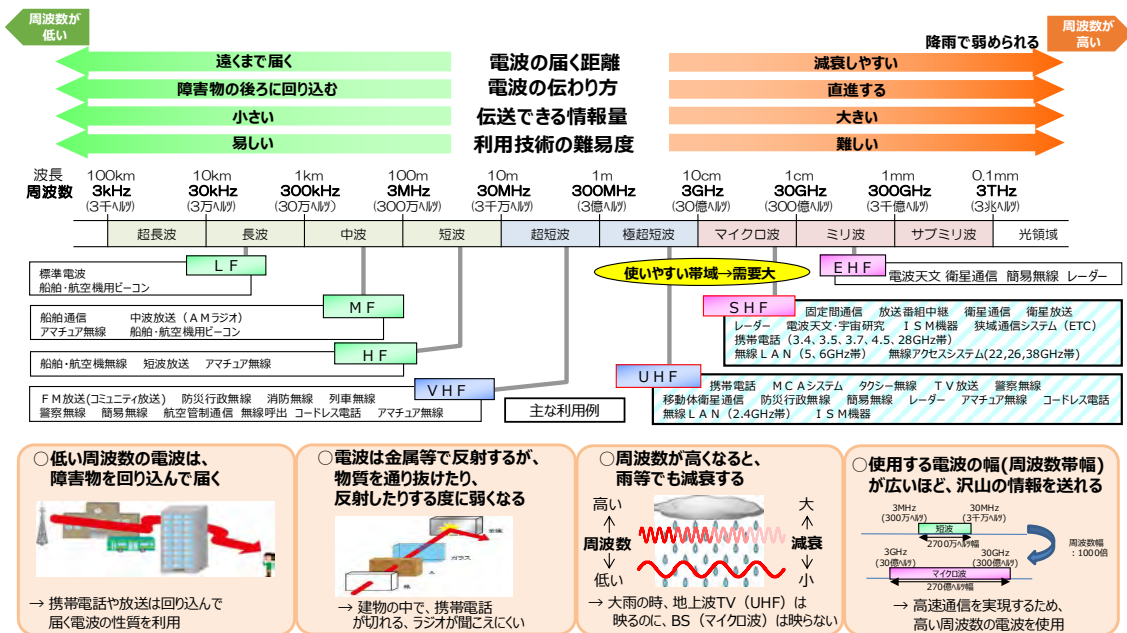 周波数が
低い
周波数が
高い
降雨で弱められる
遠くまで届く 電波の届く距離 減衰しやすい
障害物の後ろに回り込む 電波の伝わり方 直進する
小さい 伝送できる情報量 大きい
易しい 利用技術の難易度 難しい
波長 100km 10km 1km 100m 10m 1m 10cm 1cm 1mm 0.1mm
周波数 3kHz 30kHz 300kHz 3MHz 30MHz 300MHz 3GHz 30GHz 300GHz 3THz
(3千ヘルツ) (3万ヘルツ) (30万ヘルツ) (300万ヘルツ) (3千万ヘルツ) (3億ヘルツ) (30億ヘルツ) (300億ヘルツ) (3千億ヘルツ) (3兆ヘルツ)
超長波 長波 中波 短波 超短波 極超短波 マイクロ波 ミリ波 サブミリ波 光領域
LF
標準電波
船舶・航空機用ビーコン
使いやすい帯域→需要大
EHF
電波天文 衛星通信 簡易無線 レーダー
MF
船舶通信 中波放送（AMラジオ）
アマチュア無線 船舶・航空機用ビーコン
SHF
固定間通信 放送番組中継 衛星通信 衛星放送
レーダー 電波天文・宇宙研究 ISM機器 狭域通信システム（ETC）
携帯電話（3.4、3.5、3.7、4.5、28GHz帯）
無線LAN（5、6GHz帯） 無線アクセスシステム(22,26,38GHz帯）
HF
船舶・航空機無線 短波放送 アマチュア無線
VHF
FM放送(コミュニティ放送) 防災行政無線 消防無線 列車無線
警察無線 簡易無線 航空管制通信 無線呼出 コードレス電話 アマチュア無線
主な利用例
UHF
携帯電話 MCAシステム タクシー無線 TV放送 警察無線
移動体衛星通信 防災行政無線 簡易無線 レーダー アマチュア無線 コードレス電話
無線LAN（2.4GHz帯） ISM機器
○低い周波数の電波は、
障害物を回り込んで届く
→ 携帯電話や放送は回り込んで
届く電波の性質を利用
○電波は金属等で反射するが、
物質を通り抜けたり、
反射したりする度に弱くなる
ガラス
→ 建物の中で、携帯電話
が切れる、ラジオが聞こえにくい
○周波数が高くなると、
雨等でも減衰する
高い 大
↑ ↑
周波数 減衰
↓ ↓
低い 小
→ 大雨の時、地上波TV（UHF）は
映るのに、BS（マイクロ波）は映らない
○使用する電波の幅(周波数帯幅)
が広いほど、沢山の情報を送れる
3MHz 30MHz
(300万ヘルツ) (3千万ヘルツ)
短波
2700万ヘルツ幅
周波数幅
：1000倍
3GHz 30GHz
(30億ヘルツ) (300億ヘルツ)
マイクロ波
270億ヘルツ幅
→ 高速通信を実現するため、
高い周波数の電波を使用